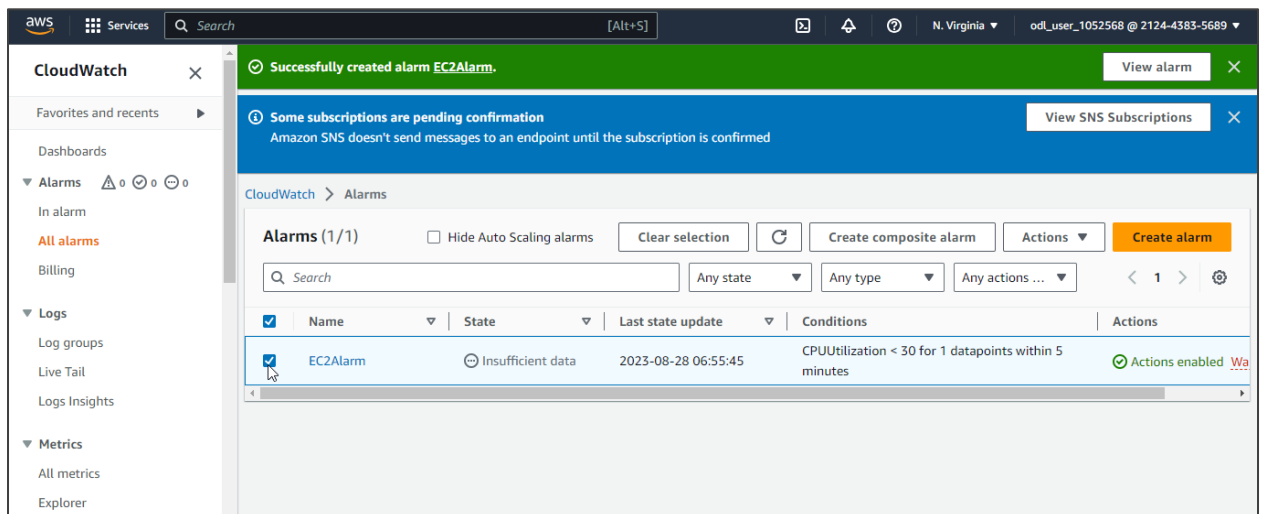 aws Services Search [Alt+S] N. Virginia odl_user_1052568 @ 2124-4383-5689
CloudWatch
Favorites and recents
Dashboards
Alarms 0 0 0
In alarm
All alarms
Billing
Logs
Log groups
Live Tail
Logs Insights
Metrics
All metrics
Explorer
Successfully created alarm EC2Alarm. View alarm
Some subscriptions are pending confirmation View SNS Subscriptions
Amazon SNS doesn't send messages to an endpoint until the subscription is confirmed
CloudWatch > Alarms
Alarms (1/1) Hide Auto Scaling alarms Clear selection Create composite alarm Actions Create alarm
Search Any state Any type Any actions ... 1
Name State Last state update Conditions Actions
EC2Alarm Insufficient data 2023-08-28 06:55:45 CPUUtilization < 30 for 1 datapoints within 5 Actions enabled Wa
minutes